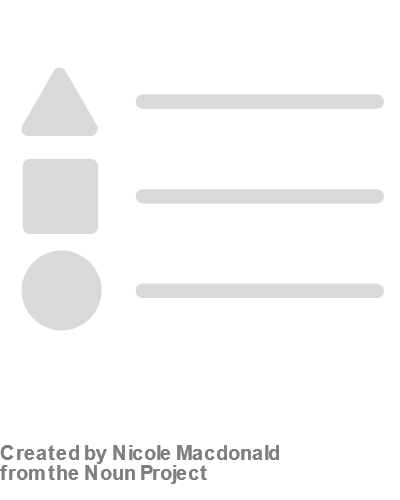 Created by Nicole Macdonald
from the Noun Project